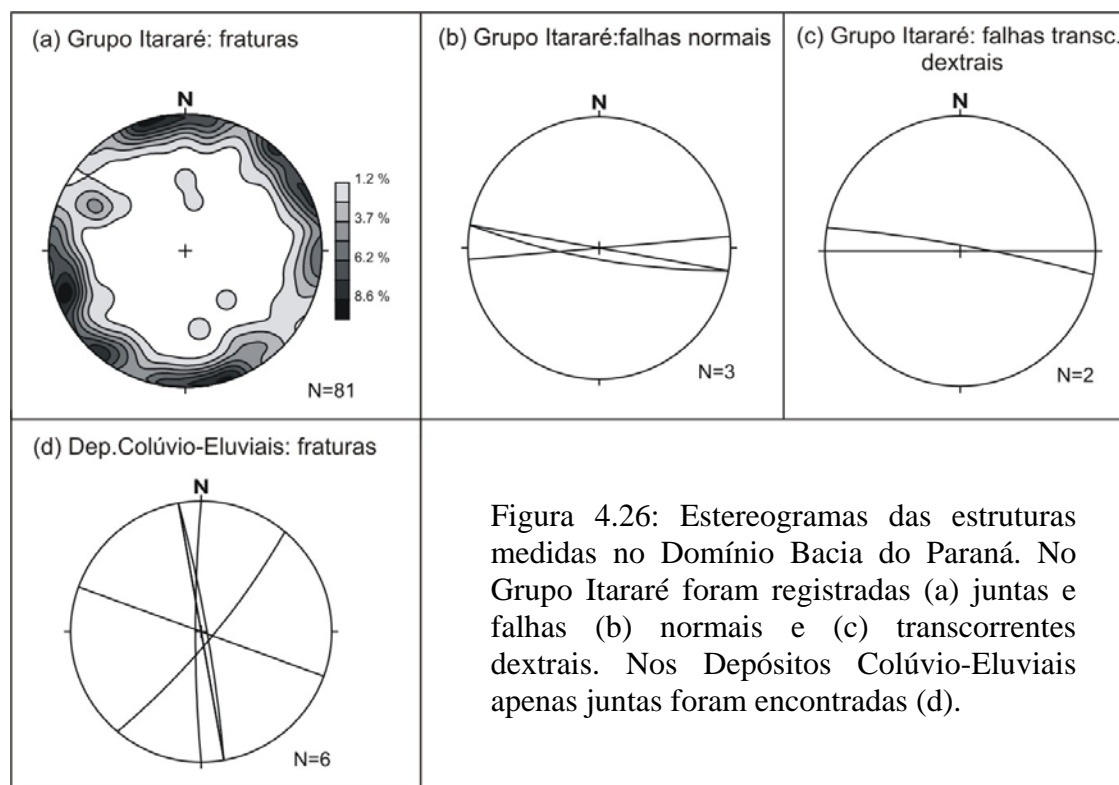 (a) Grupo Itararé: fraturas
N
1.2 %
3.7 %
6.2 %
8.6 %
N=81
(b) Grupo Itararé:falhas normais
N
N=3
(c) Grupo Itararé: falhas transc.
dextrais
N
N=2
(d) Dep.Colúvio-Eluviais: fraturas
N
N=6
Figura 4.26: Estereogramas das estruturas
medidas no Domínio Bacia do Paraná. No
Grupo Itararé foram registradas (a) juntas e
falhas (b) normais e (c) transcorrentes
dextrais. Nos Depósitos Colúvio-Eluviais
apenas juntas foram encontradas (d).